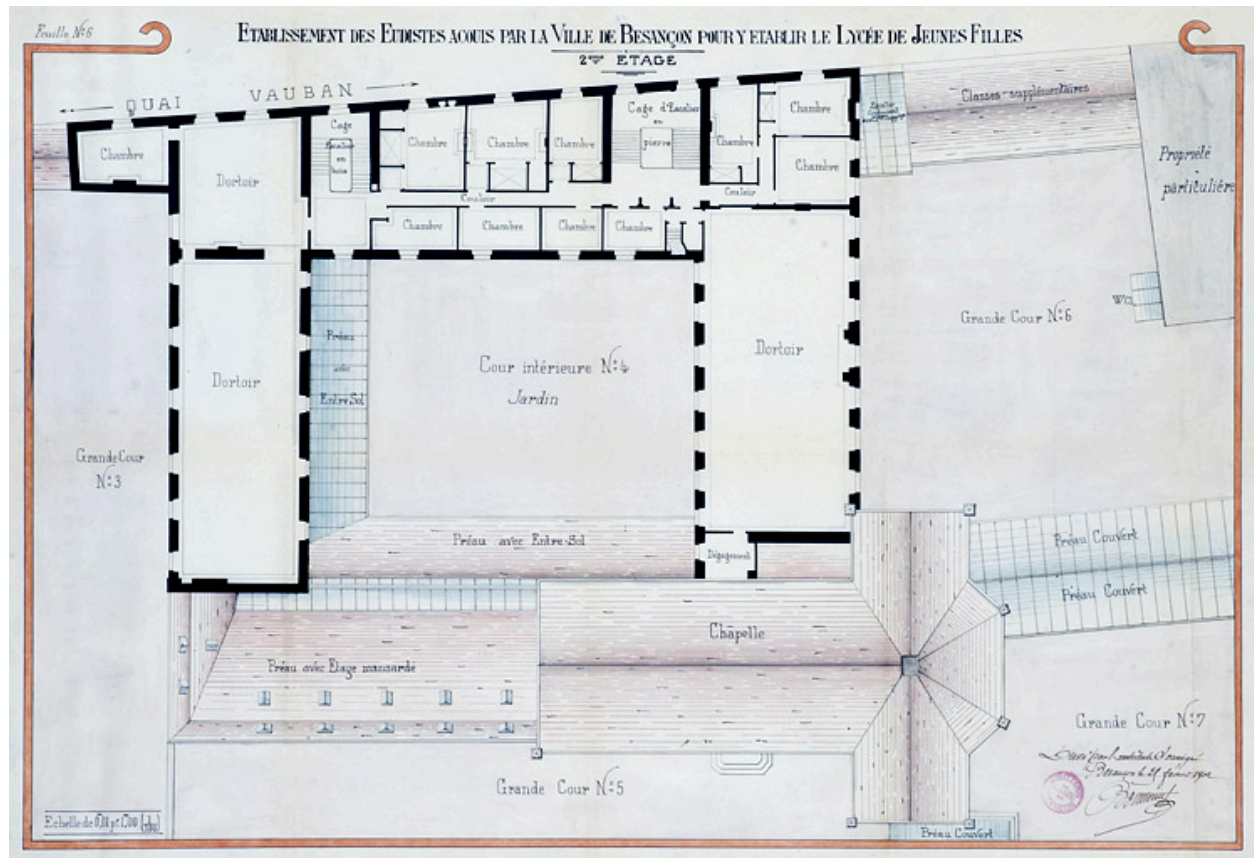 Feuille N° 6
ETABLISSEMENT DES EUDISTES ACQUIS PAR LA VILLE DE BESANÇON POUR Y ETABLIR LE LYCÉE DE JEUNES FILLES
2me ETAGE
QUAI VAUBAN
Chambre
Dortoir
Cage
Escalier
en
bois
Chambre
Chambre
Chambre
Cage d'Escalier
en
pierre
Chambre
Chambre
Chambre
Escalier
Classes supplémentaires
Propriété
particulière
Couloir
Couloir
Chambre
Chambre
Chambre
Chambre
Dortoir
Préau
avec
Entre Sol
Cour intérieure N° 4
Jardin
Dortoir
Grande Cour N° 6
WC
Grande Cour
N° 3
Préau avec Entre-Sol
Dégagement
Préau Couvert
Préau Couvert
Chapelle
Préau avec Etage mansardé
Grande Cour N° 7
Grande Cour N° 5
Préau Couvert
Echelle de 0,01 p r 1,00